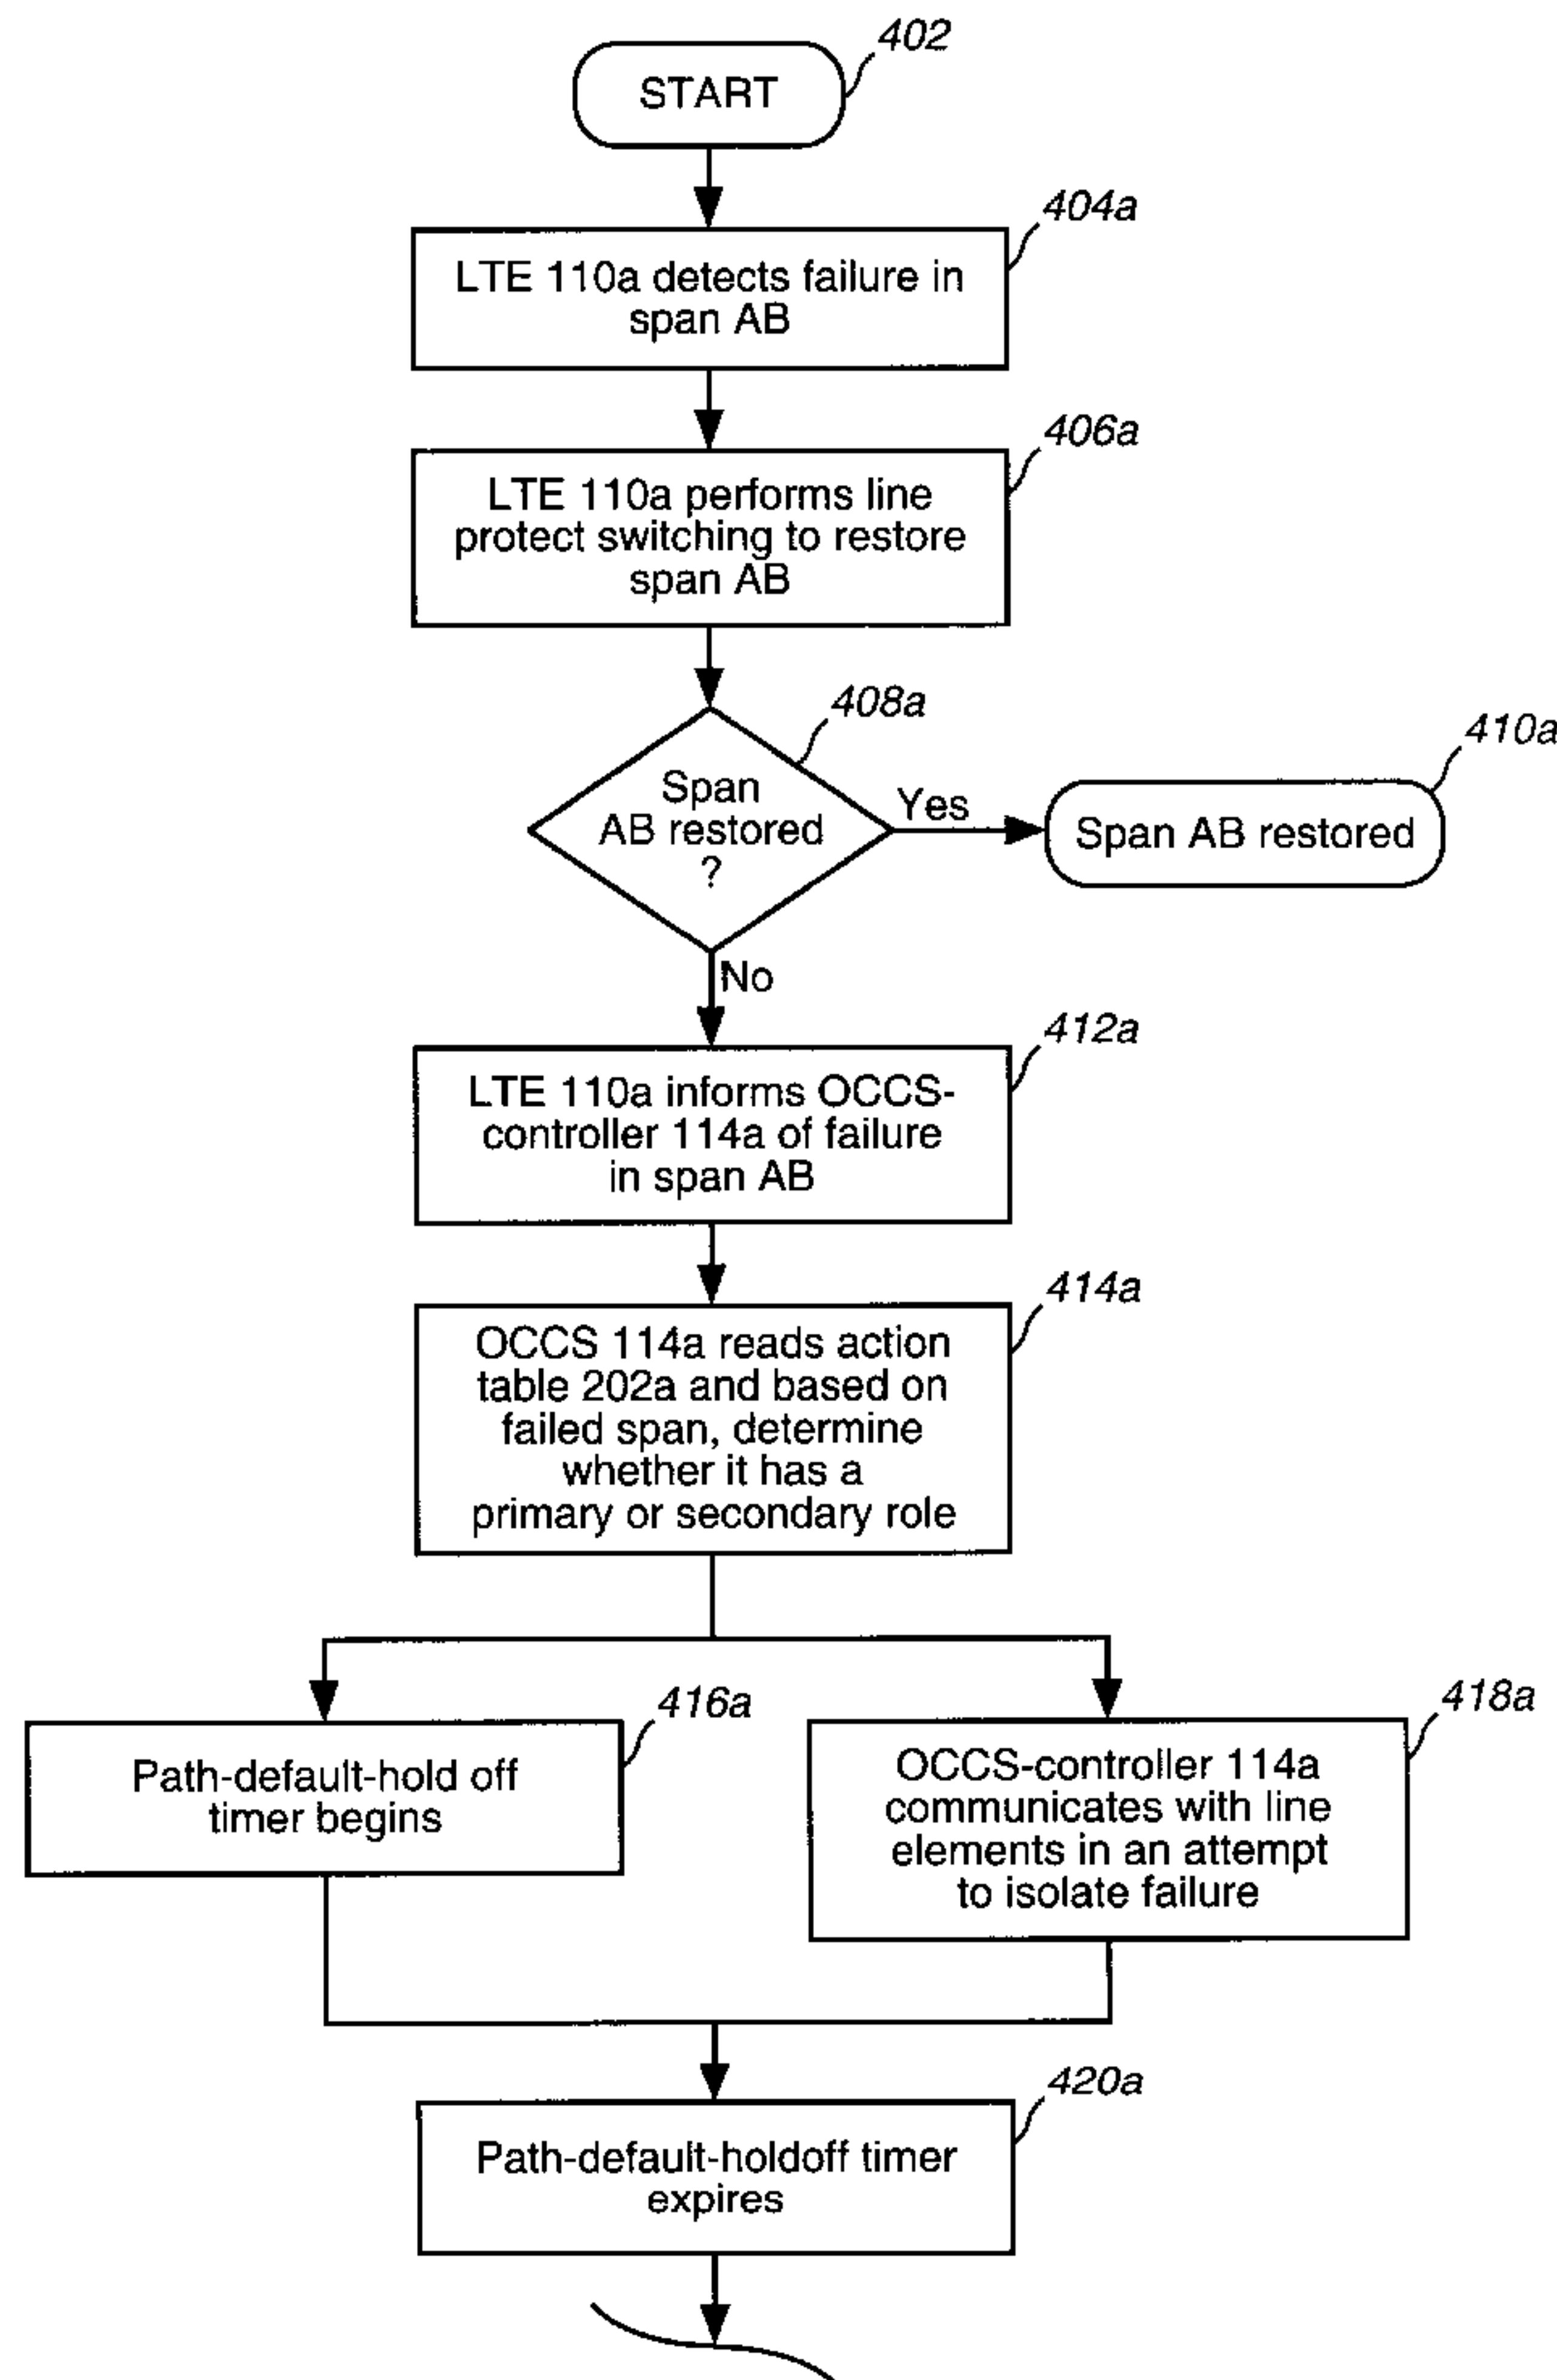 402
START
404a
LTE 110a detects failure in
span AB
406a
LTE 110a performs line
protect switching to restore
span AB
408a
Span
AB restored
?
Yes
410a
Span AB restored
No
412a
LTE 110a informs OCCS-
controller 114a of failure
in span AB
414a
OCCS 114a reads action
table 202a and based on
failed span, determine
whether it has a
primary or secondary role
416a
Path-default-hold off
timer begins
418a
OCCS-controller 114a
communicates with line
elements in an attempt
to isolate failure
420a
Path-default-holdoff timer
expires